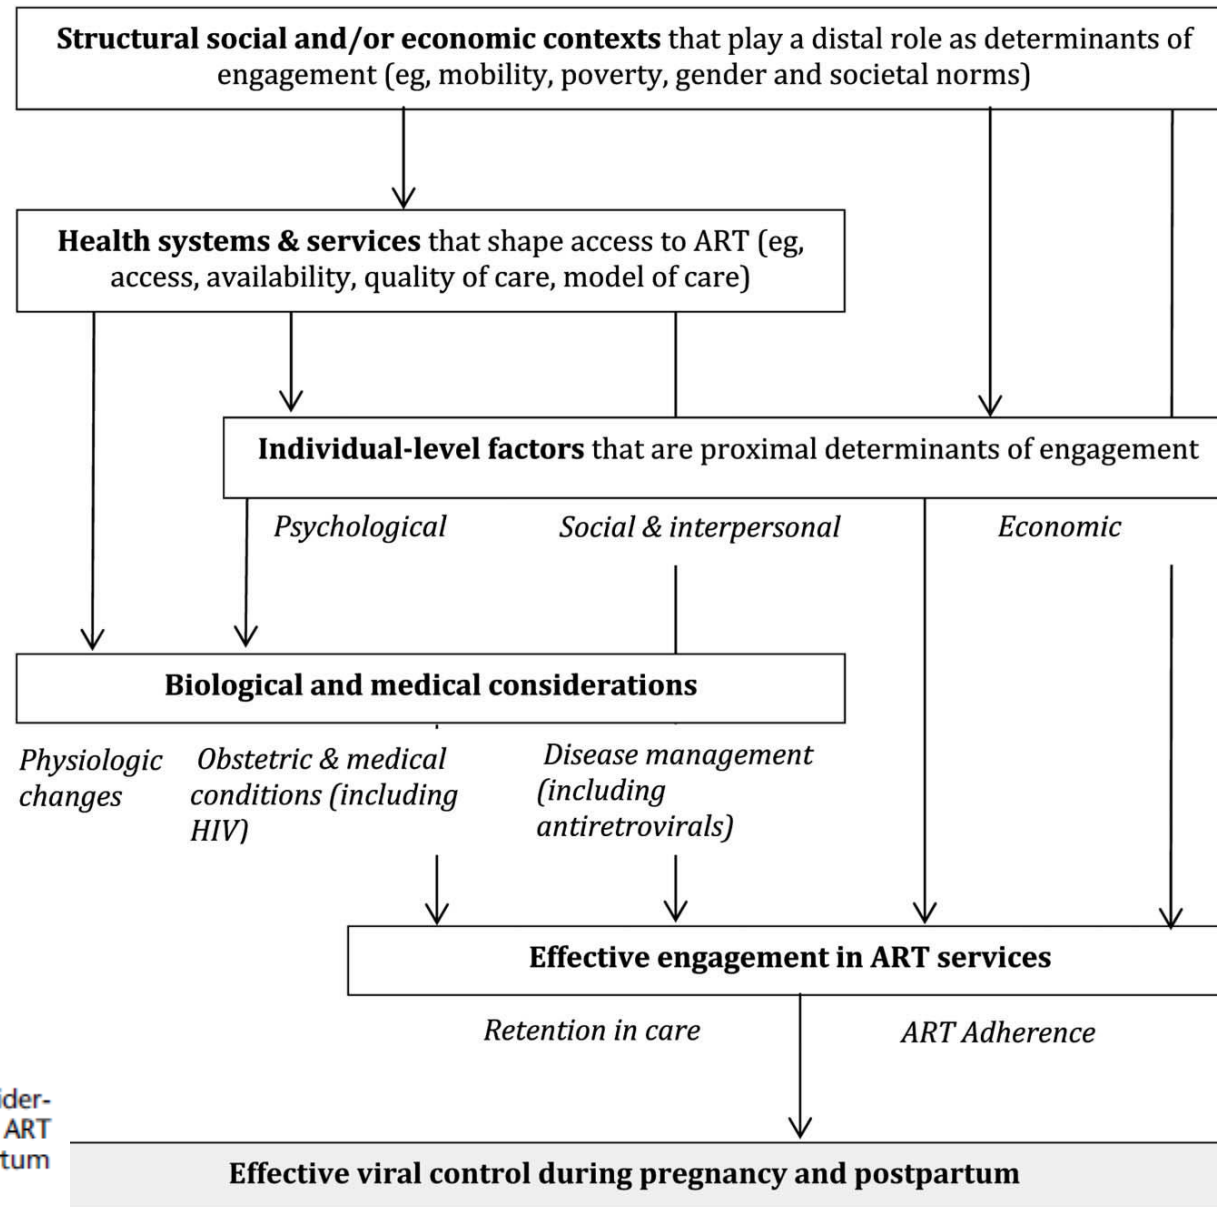 Structural social and/or economic contexts that play a distal role as determinants of
engagement (eg, mobility, poverty, gender and societal norms)
Health systems & services that shape access to ART (eg,
access, availability, quality of care, model of care)
Individual-level factors that are proximal determinants of engagement
Psychological
Social & interpersonal
Economic
Biological and medical considerations
Physiologic
changes
Obstetric & medical
conditions (including
HIV)
Disease management
(including
antiretrovirals)
Effective engagement in ART services
Retention in care
ART Adherence
ider-
ART
tum
Effective viral control during pregnancy and postpartum